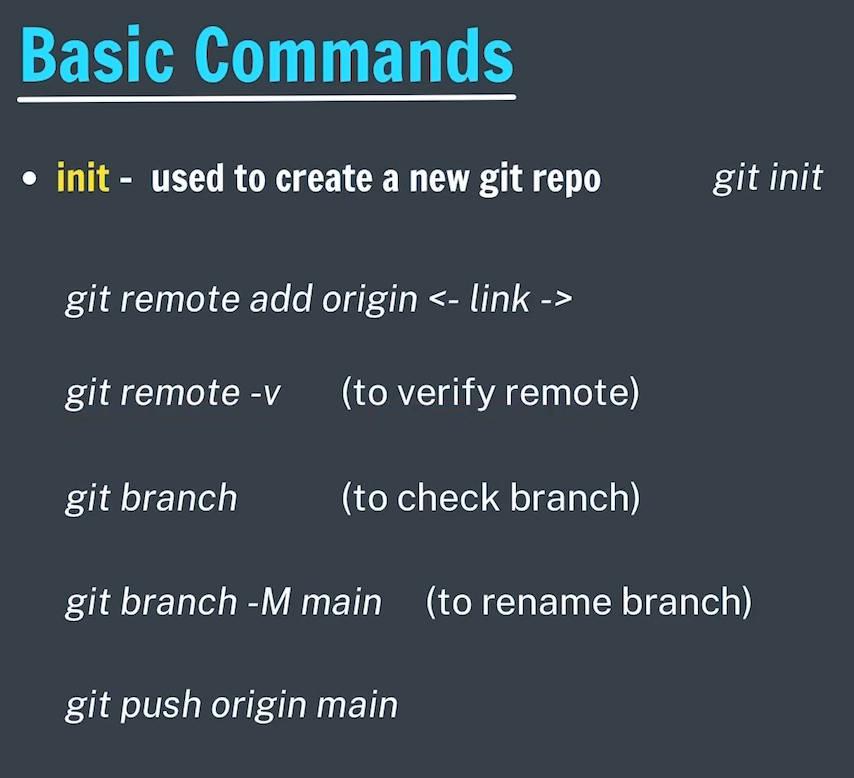 Basic Commands
• init - used to create a new git repo git init
git remote add origin <- link ->
git remote -v (to verify remote)
git branch (to check branch)
git branch -M main (to rename branch)
git push origin main